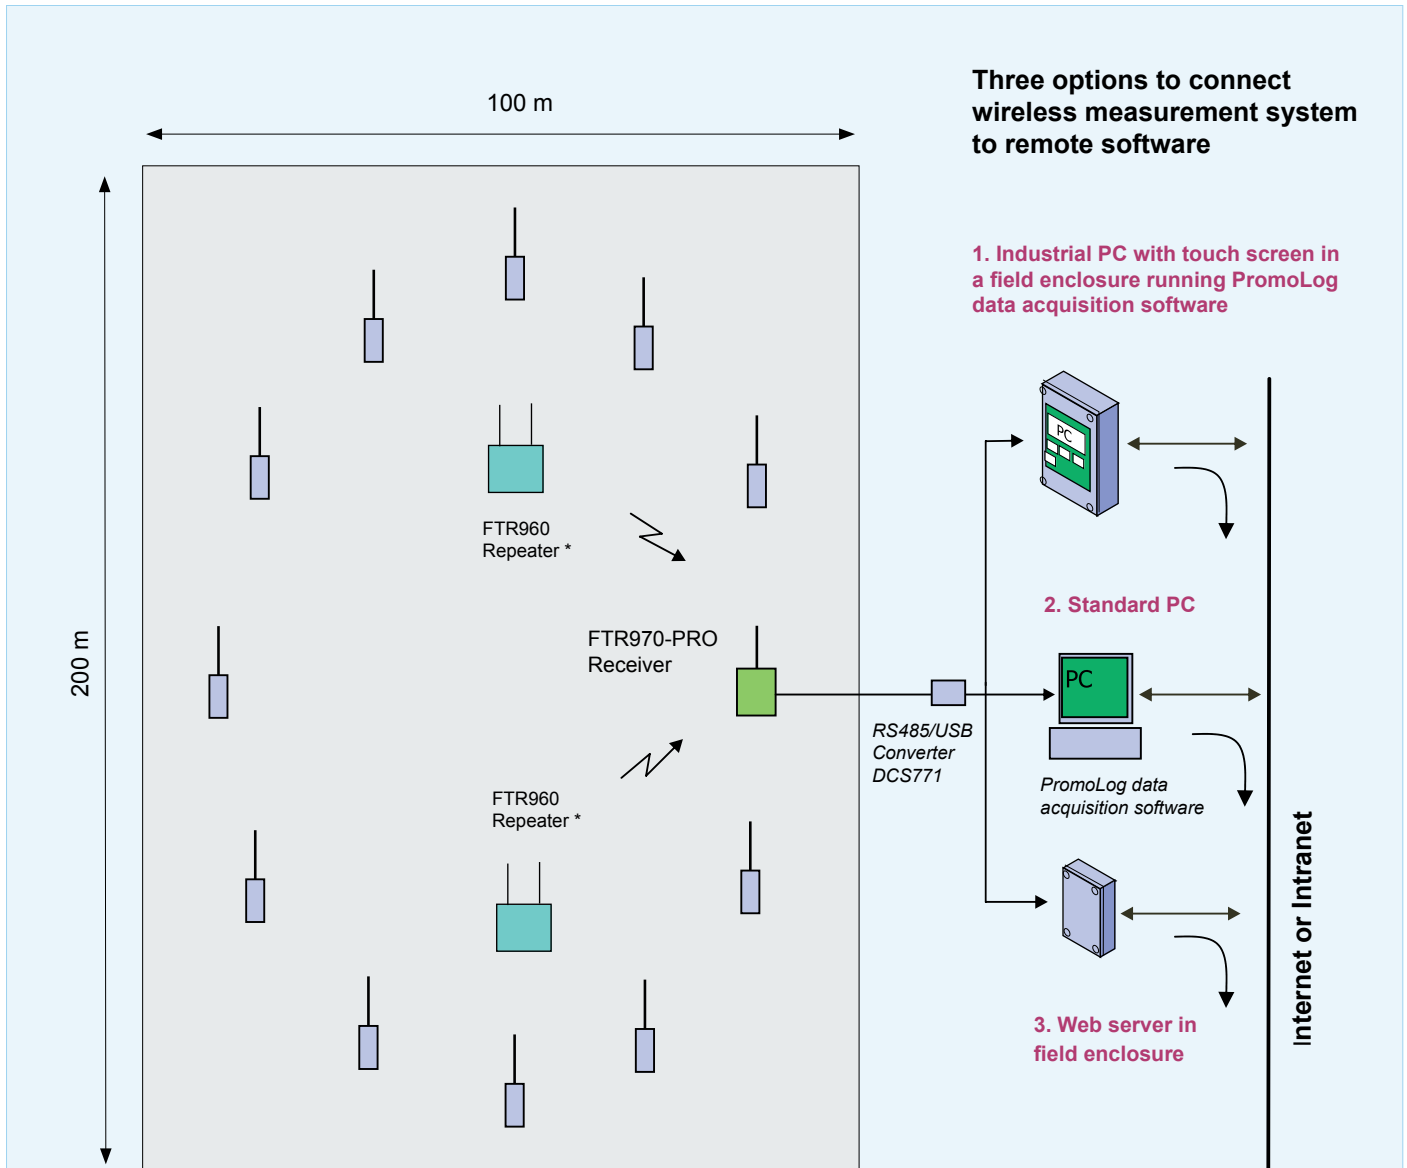 100 m
Three options to connect
wireless measurement system
to remote software
1. Industrial PC with touch screen in
a field enclosure running PromoLog
data acquisition software
PC
FTR960
Repeater *
2. Standard PC
200 m
FTR970-PRO
Receiver
PC
RS485/USB
Converter
DCS771
PromoLog data
acquisition software
FTR960
Repeater *
Internet or Intranet
3. Web server in
field enclosure